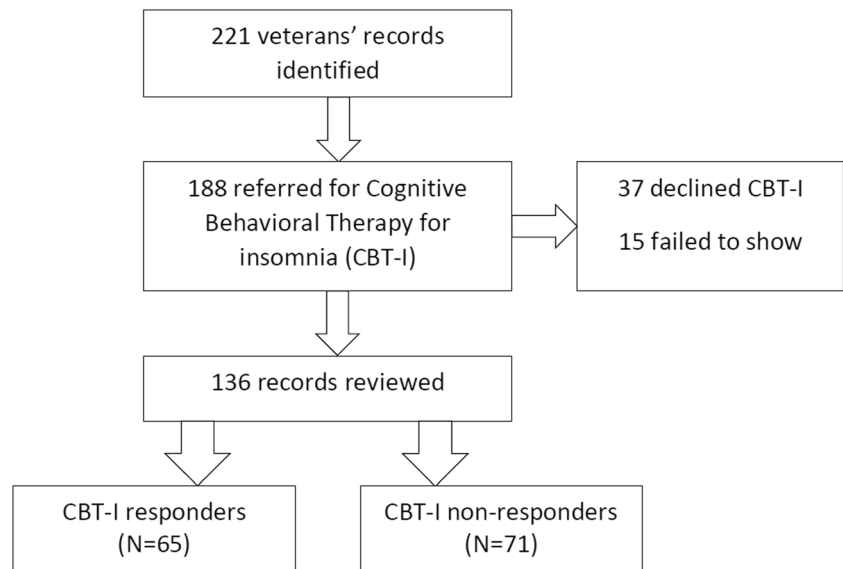 221 veterans’ records
identified
188 referred for Cognitive
Behavioral Therapy for
insomnia (CBT-I)
37 declined CBT-I
15 failed to show
136 records reviewed
CBT-I responders
(N=65)
CBT-I non-responders
(N=71)